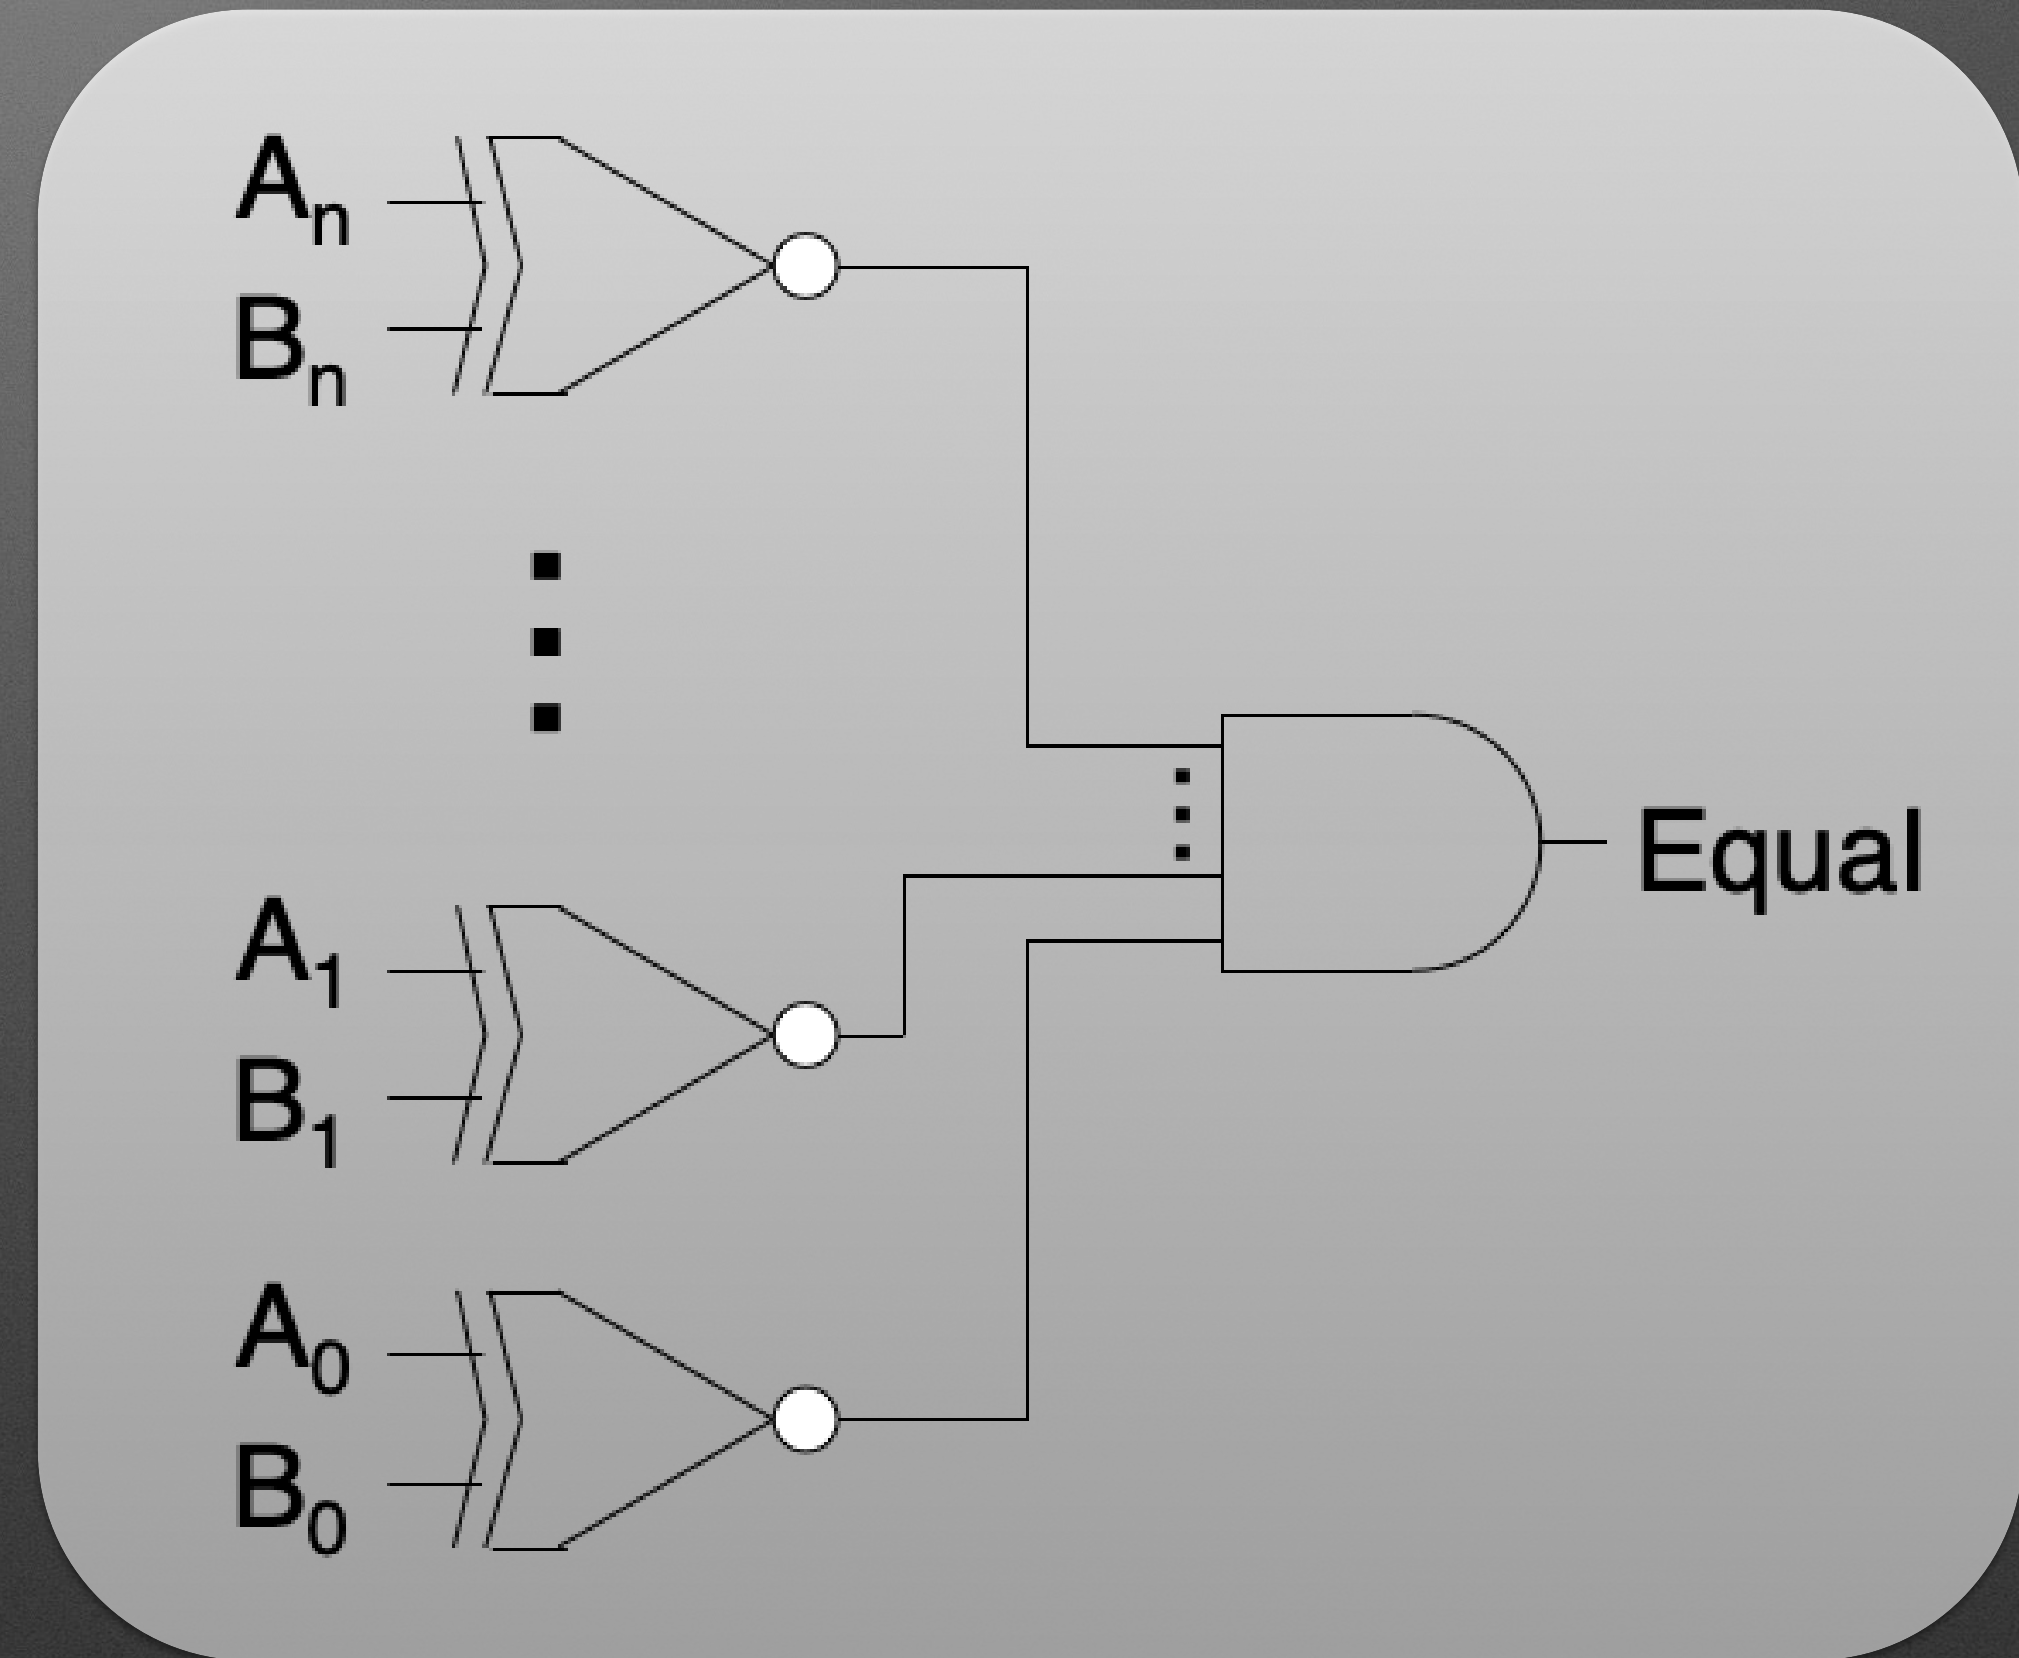 Aₙ
Bₙ
A₁
B₁
Equal
A₀
B₀